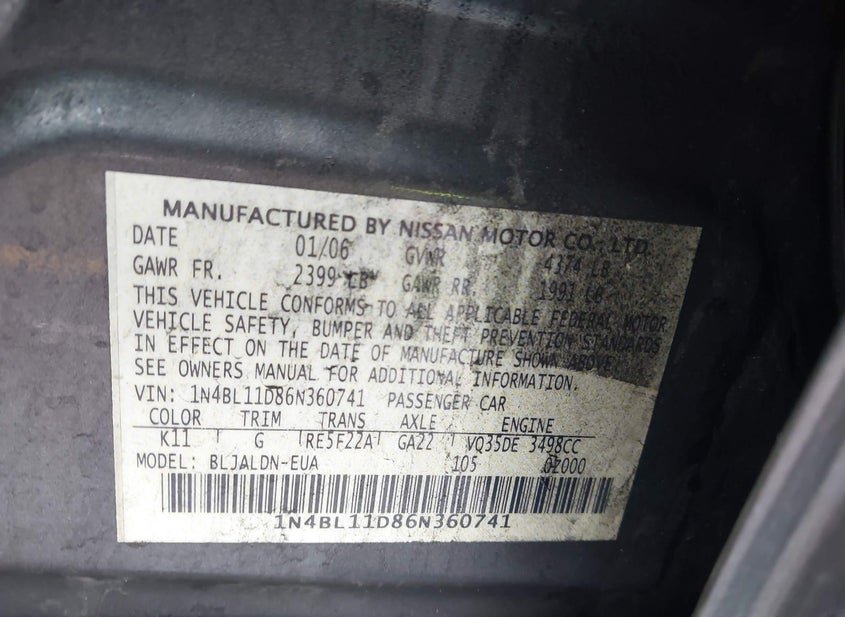 MANUFACTURED BY NISSAN MOTOR CO., LTD.
DATE 01/06 GVWR 4374 LB
GAWR FR. 2399 LB GAWR RR. 1991 LB
THIS VEHICLE CONFORMS TO ALL APPLICABLE FEDERAL MOTOR
VEHICLE SAFETY, BUMPER AND THEFT PREVENTION STANDARDS
IN EFFECT ON THE DATE OF MANUFACTURE SHOWN ABOVE.
SEE OWNERS MANUAL FOR ADDITIONAL INFORMATION.
VIN: 1N4BL11D86N360741 PASSENGER CAR
COLOR TRIM TRANS AXLE ENGINE
K11 G RE5F22A GA22 VQ35DE 3498CC
MODEL: BLJALDN-EUA 105 0Z000
1N4BL11D86N360741